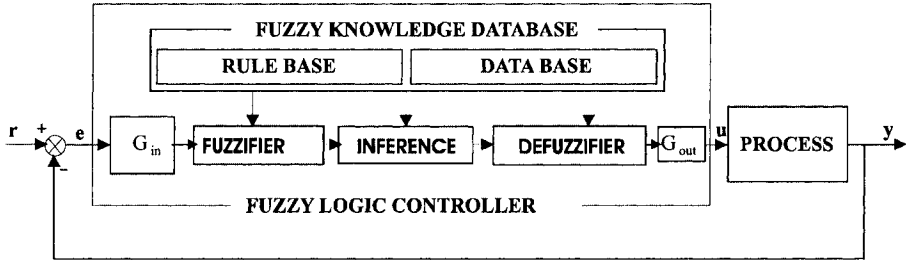 FUZZY KNOWLEDGE DATABASE
RULE BASE DATA BASE
r + e G in FUZZIFIER INFERENCE DEFUZZIFIER G out u PROCESS y
−
FUZZY LOGIC CONTROLLER